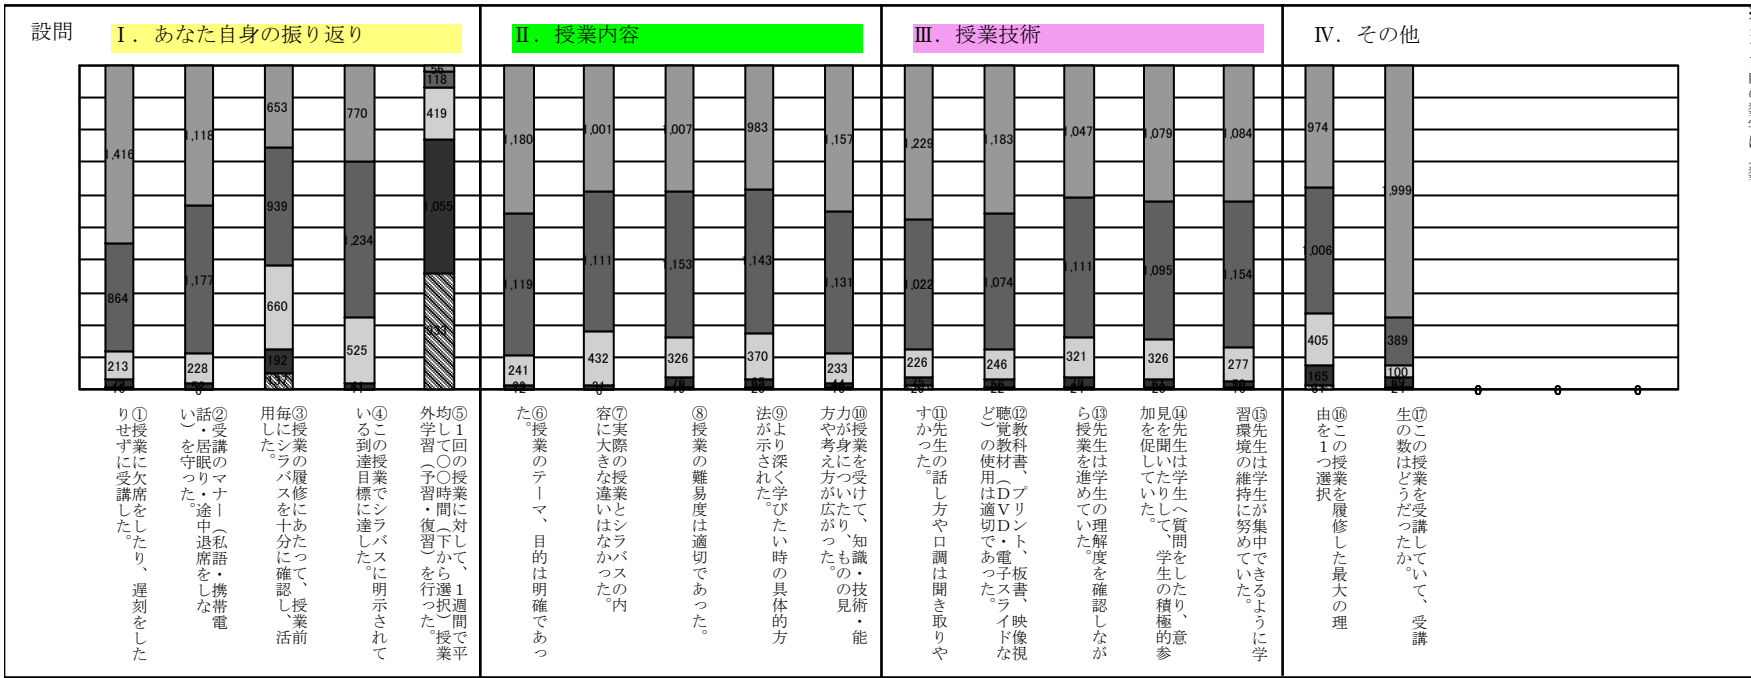 設問
Ⅰ．あなた自身の振り返り
Ⅱ．授業内容
Ⅲ．授業技術
Ⅳ．その他
1,416
864
213
1,118
1,177
228
653
939
660
192
137
770
1,234
525
56
118
419
1,055
933
1,180
1,119
241
1,001
1,111
432
1,007
1,153
326
983
1,143
370
1,157
1,131
233
1,229
1,022
226
1,183
1,074
246
1,047
1,111
321
1,079
1,095
326
1,084
1,154
277
974
1,006
405
165
1,999
389
100
①授業に欠席をしたり、遅刻をした
りせずに受講した。
②受講のマナー（私語・携帯電
話・居眠り・途中退席をしな
い）を守った。
③授業の履修にあたって、授業前
毎にシラバスを十分に確認し、活
用した。
④この授業でシラバスに明示されて
いる到達目標に達した。
⑤１回の授業に対して、１週間で平
均して〇〇時間（下から選択）授業
外学習（予習・復習）を行った。
⑥授業のテーマ、目的は明確であっ
た。
⑦実際の授業とシラバスの内
容に大きな違いはなかった。
⑧授業の難易度は適切であった。
⑨より深く学びたい時の具体的方
法が示された。
⑩授業を受けて、知識・技術・能
力が身についたり、ものの見
方や考え方が広がった。
⑪先生の話し方や口調は聞き取りや
すかった。
⑫教科書、プリント、板書、映像視
聴覚教材（ＤＶＤ・電子スライドな
ど）の使用は適切であった。
⑬先生は学生の理解度を確認しなが
ら授業を進めていた。
⑭先生は学生へ質問をしたり、意
見を聞いたりして、学生の積極的参
加を促していた。
⑮先生は学生が集中できるように学
習環境の維持に努めていた。
⑯この授業を履修した最大の理
由を１つ選択
⑰この授業を受講していて、受講
生の数はどうだったか。